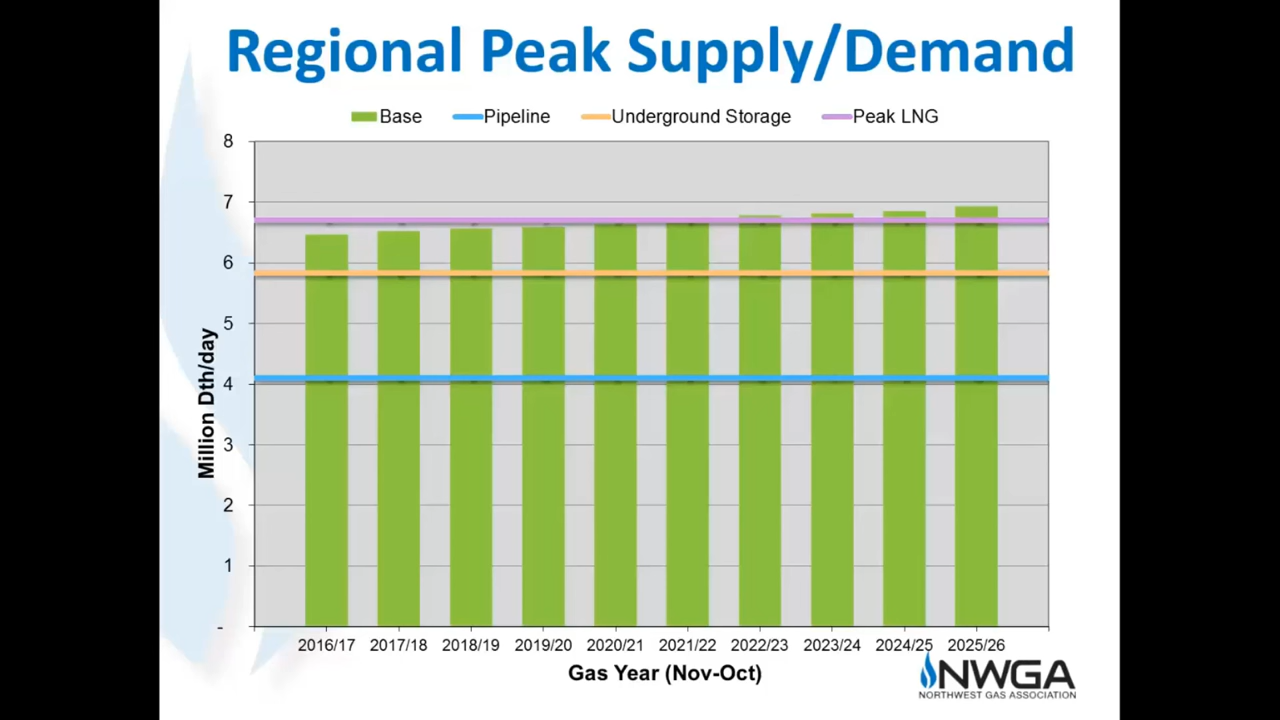 Regional Peak Supply/Demand
Base Pipeline Underground Storage Peak LNG
8
7
6
5
4
3
2
1
-
Million Dth/day
2016/17 2017/18 2018/19 2019/20 2020/21 2021/22 2022/23 2023/24 2024/25 2025/26
Gas Year (Nov-Oct)
NWGA
NORTHWEST GAS ASSOCIATION